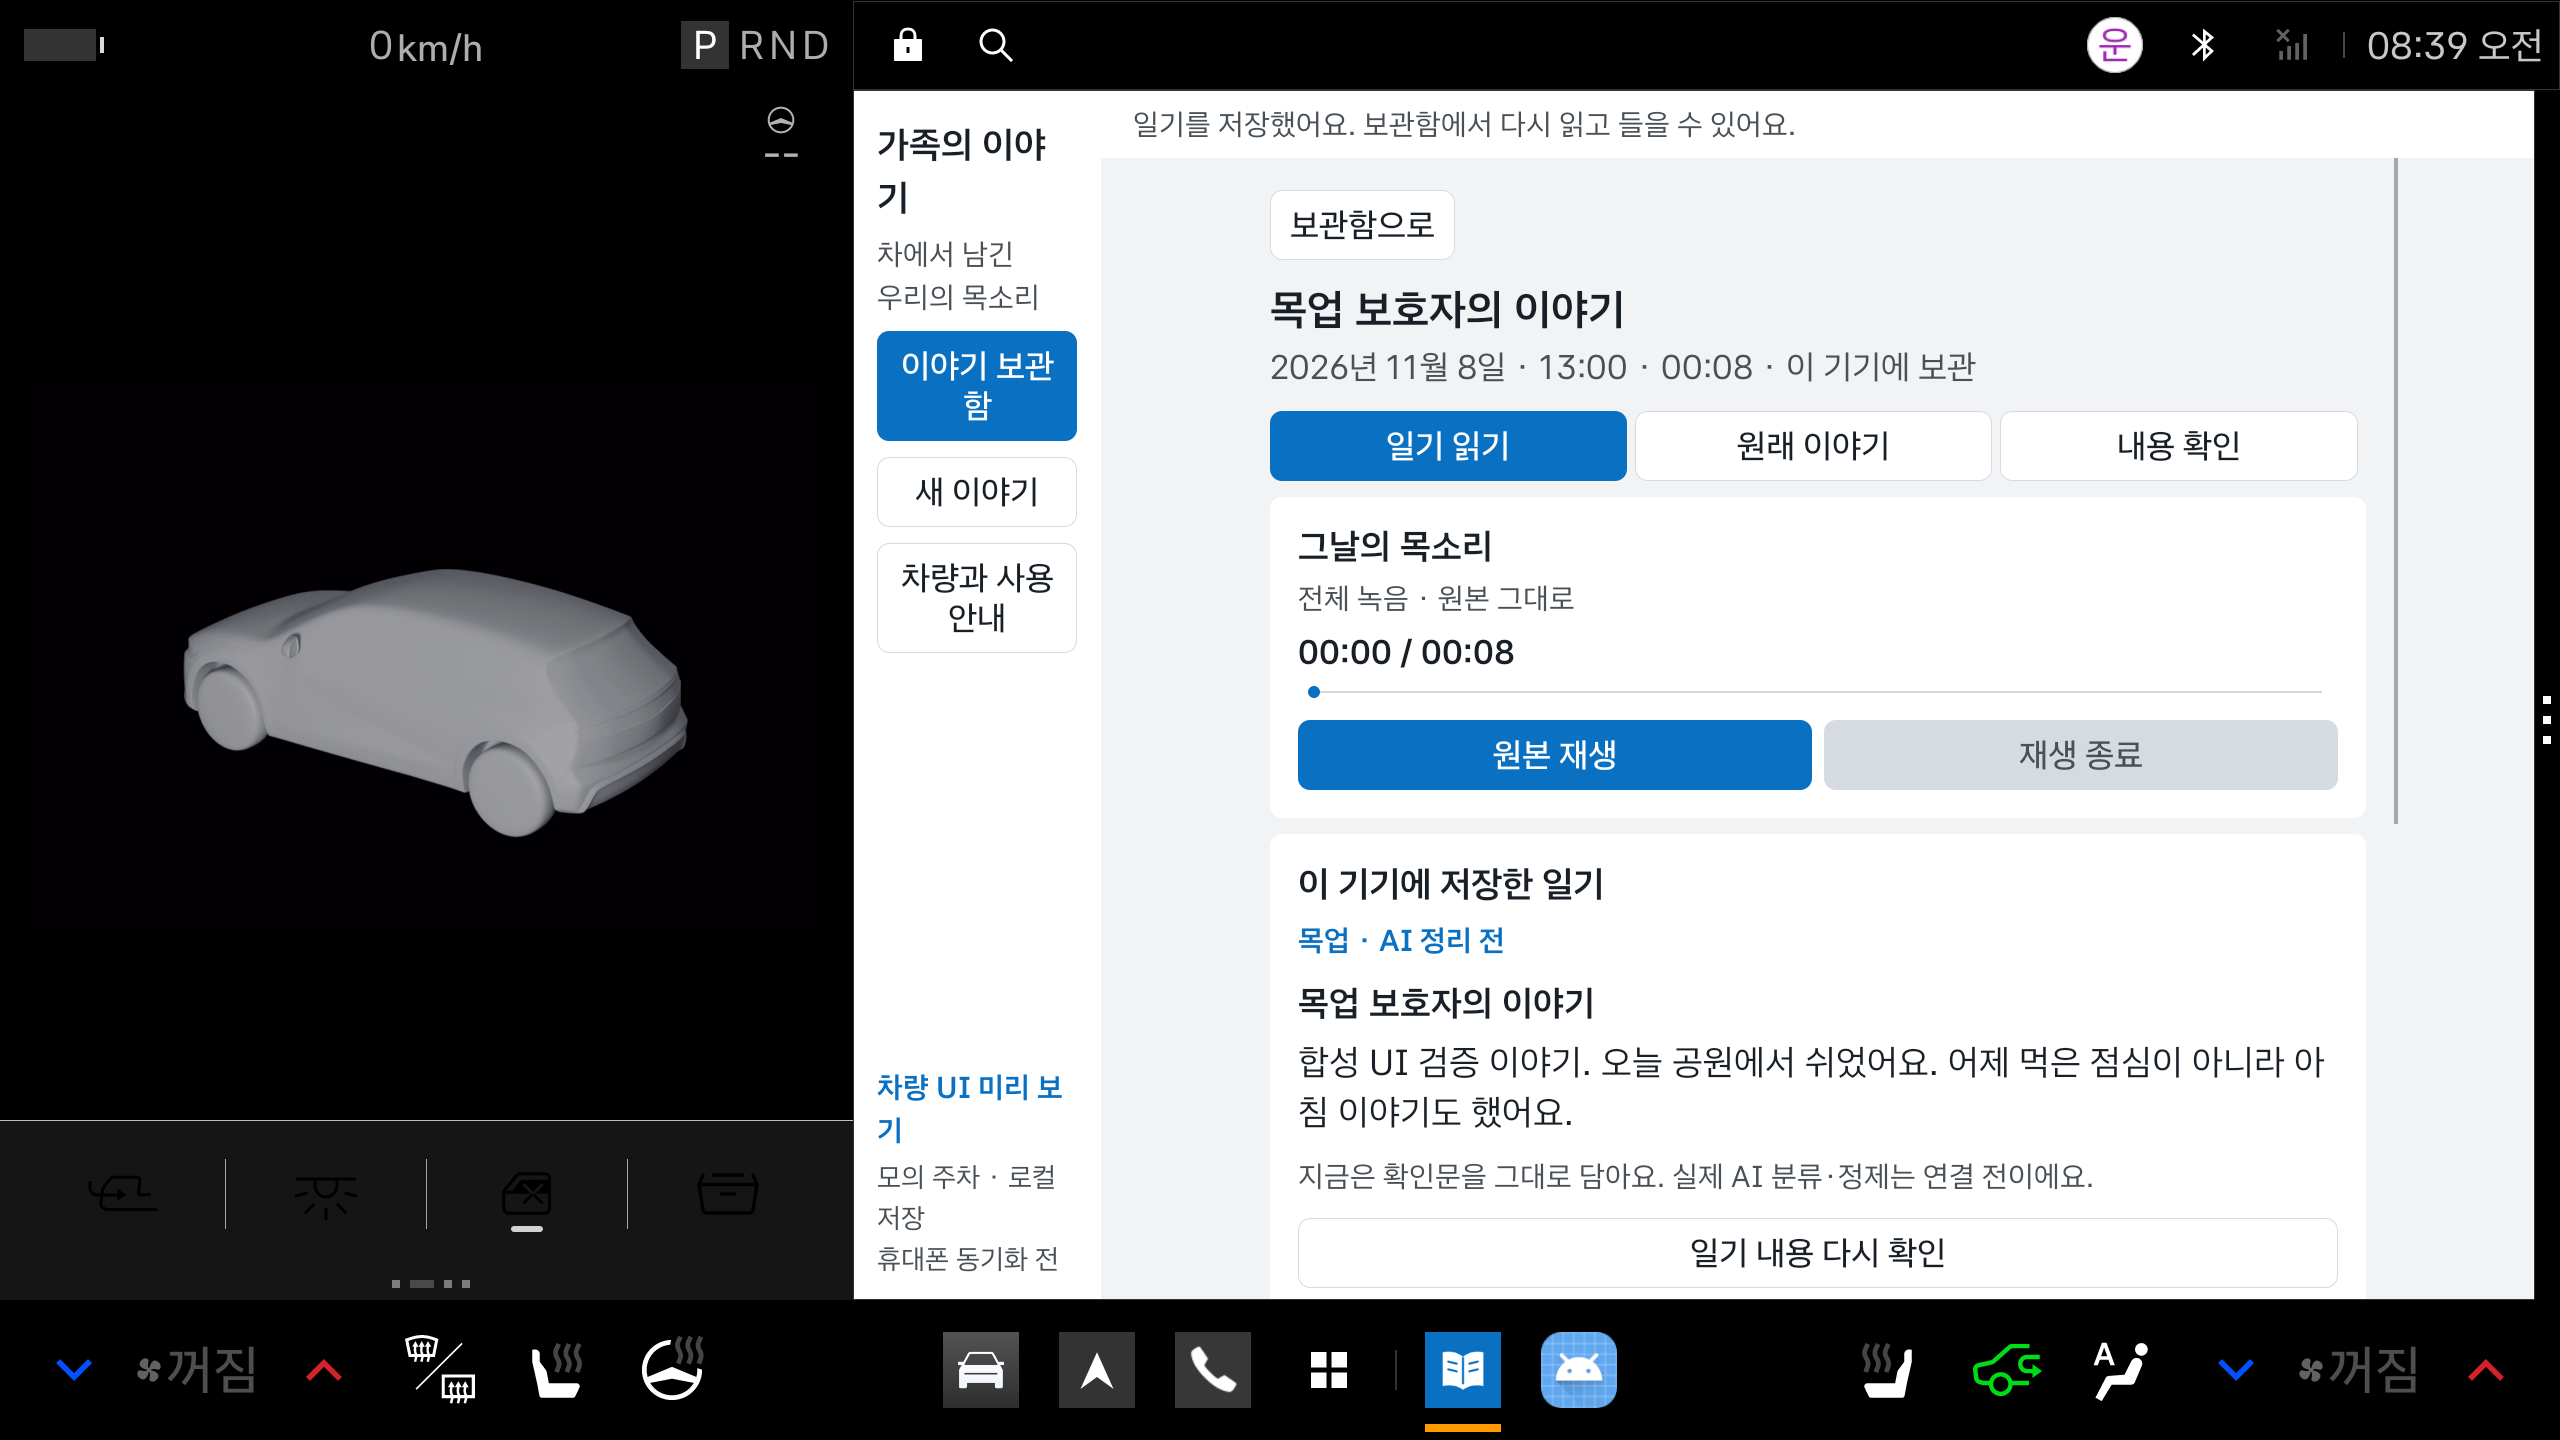 0km/h
P RND
운
08:39 오전
가족의 이야
기
차에서 남긴
우리의 목소리
이야기 보관
함
새 이야기
차량과 사용
안내
차량 UI 미리 보
기
모의 주차 · 로컬
저장
휴대폰 동기화 전
일기를 저장했어요. 보관함에서 다시 읽고 들을 수 있어요.
보관함으로
목업 보호자의 이야기
2026년 11월 8일 · 13:00 · 00:08 · 이 기기에 보관
일기 읽기
원래 이야기
내용 확인
그날의 목소리
전체 녹음 · 원본 그대로
00:00 / 00:08
원본 재생
재생 종료
이 기기에 저장한 일기
목업 · AI 정리 전
목업 보호자의 이야기
합성 UI 검증 이야기. 오늘 공원에서 쉬었어요. 어제 먹은 점심이 아니라 아
침 이야기도 했어요.
지금은 확인문을 그대로 담아요. 실제 AI 분류·정제는 연결 전이에요.
일기 내용 다시 확인
꺼짐
A
꺼짐